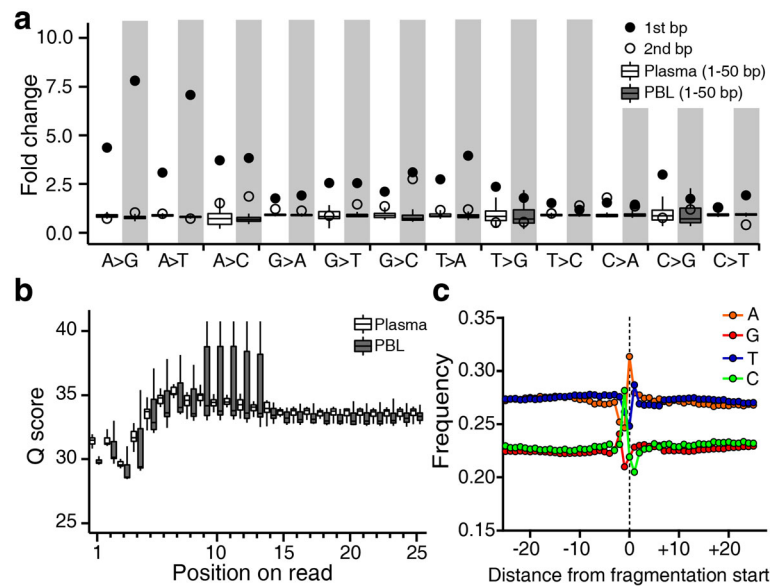 a
10.0
7.5
5.0
2.5
0.0
Fold change
1st bp
2nd bp
Plasma (1-50 bp)
PBL (1-50 bp)
A>G A>T A>C G>A G>T G>C T>A T>G T>C C>A C>G C>T
b
40
35
30
25
Q score
Plasma
PBL
1 10 15 20 25
Position on read
c
0.35
0.30
0.25
0.20
0.15
Frequency
A
G
T
C
-20 -10 0 +10 +20
Distance from fragmentation start